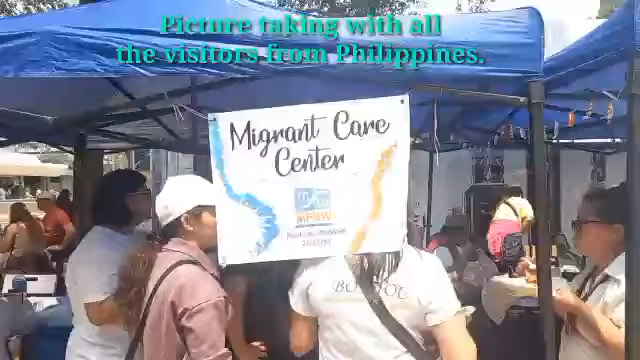 Picture taking with all
the visitors from Philippines.
Migrant Care
Center